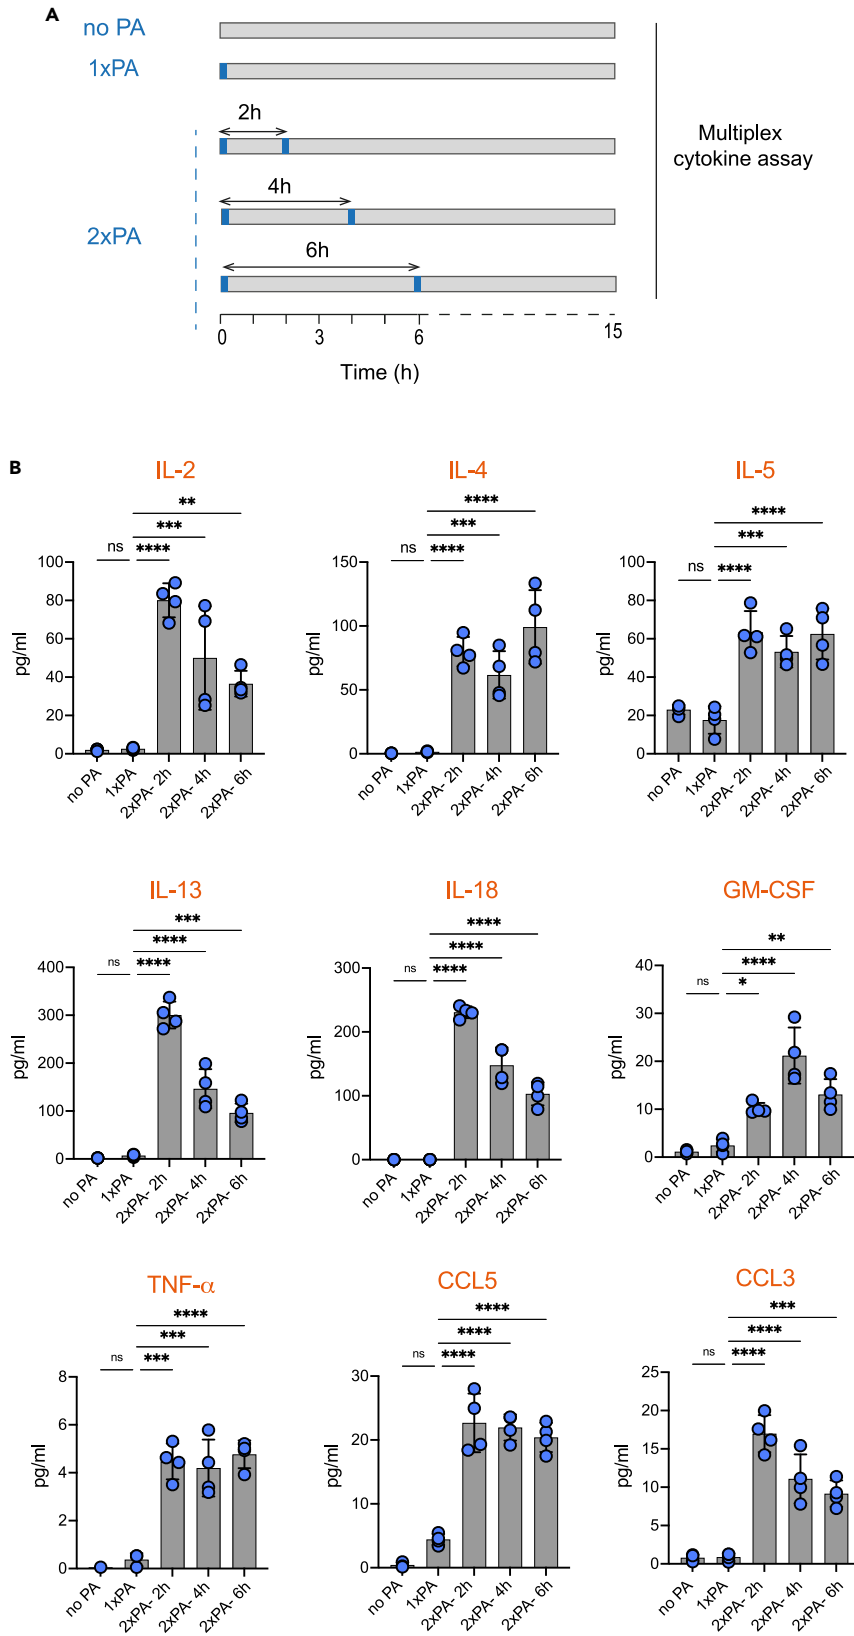 A
no PA
1xPA
2h
4h
2xPA
6h
Multiplex
cytokine assay
0 3 6 15
Time (h)
B
IL-2
**
***
ns ****
pg/ml
100
80
60
40
20
0
no PA
1xPA
2xPA- 2h
2xPA- 4h
2xPA- 6h
IL-4
****
***
ns ****
pg/ml
150
100
50
0
no PA
1xPA
2xPA- 2h
2xPA- 4h
2xPA- 6h
IL-5
****
***
ns ****
pg/ml
100
80
60
40
20
0
no PA
1xPA
2xPA- 2h
2xPA- 4h
2xPA- 6h
IL-13
***
****
ns ****
pg/ml
400
300
200
100
0
no PA
1xPA
2xPA- 2h
2xPA- 4h
2xPA- 6h
IL-18
****
****
ns ****
pg/ml
300
200
100
0
no PA
1xPA
2xPA- 2h
2xPA- 4h
2xPA- 6h
GM-CSF
**
****
ns *
pg/ml
40
30
20
10
0
no PA
1xPA
2xPA- 2h
2xPA- 4h
2xPA- 6h
TNF-α
****
***
ns ***
pg/ml
8
6
4
2
0
no PA
1xPA
2xPA- 2h
2xPA- 4h
2xPA- 6h
CCL5
****
****
ns ****
pg/ml
30
20
10
0
no PA
1xPA
2xPA- 2h
2xPA- 4h
2xPA- 6h
CCL3
***
****
ns ****
pg/ml
25
20
15
10
5
0
no PA
1xPA
2xPA- 2h
2xPA- 4h
2xPA- 6h